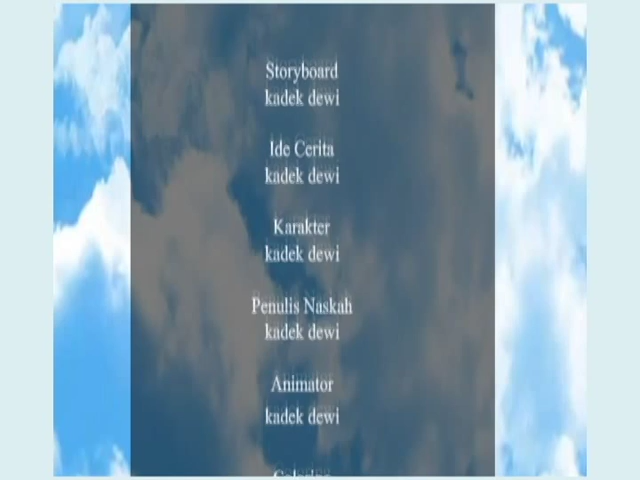 Storyboard
kadek dewi
Ide Cerita
kadek dewi
Karakter
kadek dewi
Penulis Naskah
kadek dewi
Animator
kadek dewi